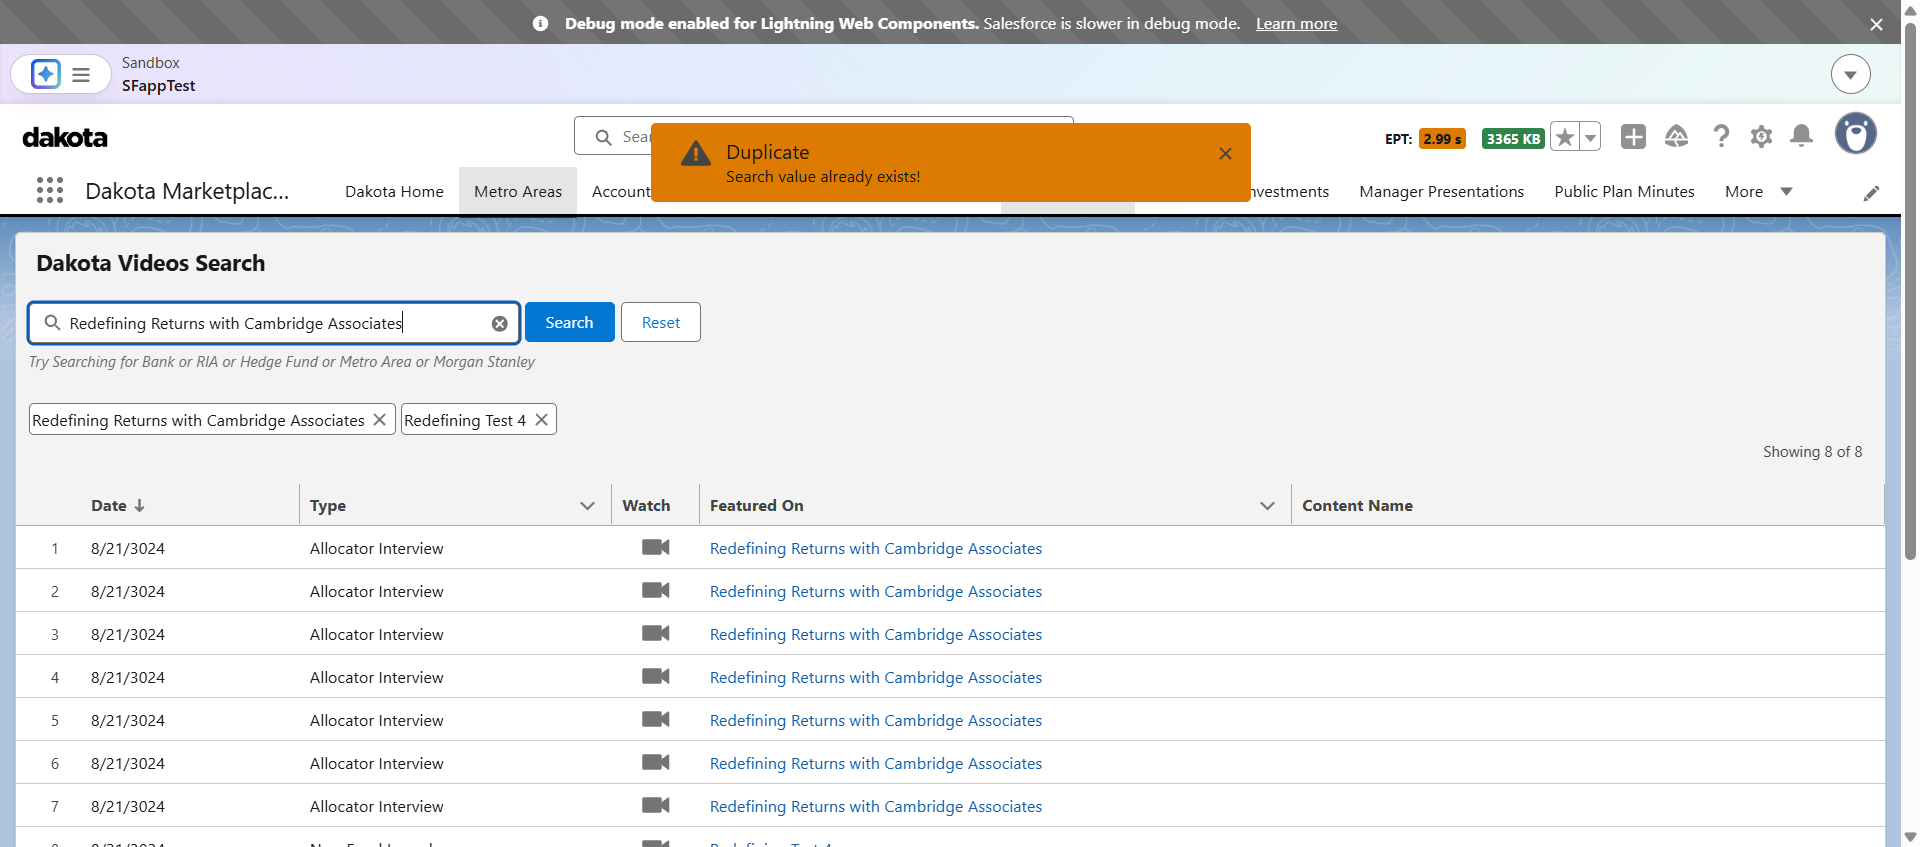 Debug mode enabled for Lightning Web Components. Salesforce is slower in debug mode. Learn more
Sandbox
SFappTest
dakota
Sear
Duplicate
Search value already exists!
EPT: 2.99 s 3365 KB
Dakota Marketplac...
Dakota Home
Metro Areas
Account
nvestments
Manager Presentations
Public Plan Minutes
More
Dakota Videos Search
Redefining Returns with Cambridge Associates
Search
Reset
Try Searching for Bank or RIA or Hedge Fund or Metro Area or Morgan Stanley
Redefining Returns with Cambridge Associates
Redefining Test 4
Showing 8 of 8
Date Type Watch Featured On Content Name
1 8/21/3024 Allocator Interview Redefining Returns with Cambridge Associates
2 8/21/3024 Allocator Interview Redefining Returns with Cambridge Associates
3 8/21/3024 Allocator Interview Redefining Returns with Cambridge Associates
4 8/21/3024 Allocator Interview Redefining Returns with Cambridge Associates
5 8/21/3024 Allocator Interview Redefining Returns with Cambridge Associates
6 8/21/3024 Allocator Interview Redefining Returns with Cambridge Associates
7 8/21/3024 Allocator Interview Redefining Returns with Cambridge Associates
8/21/3024 Redefining Test 4